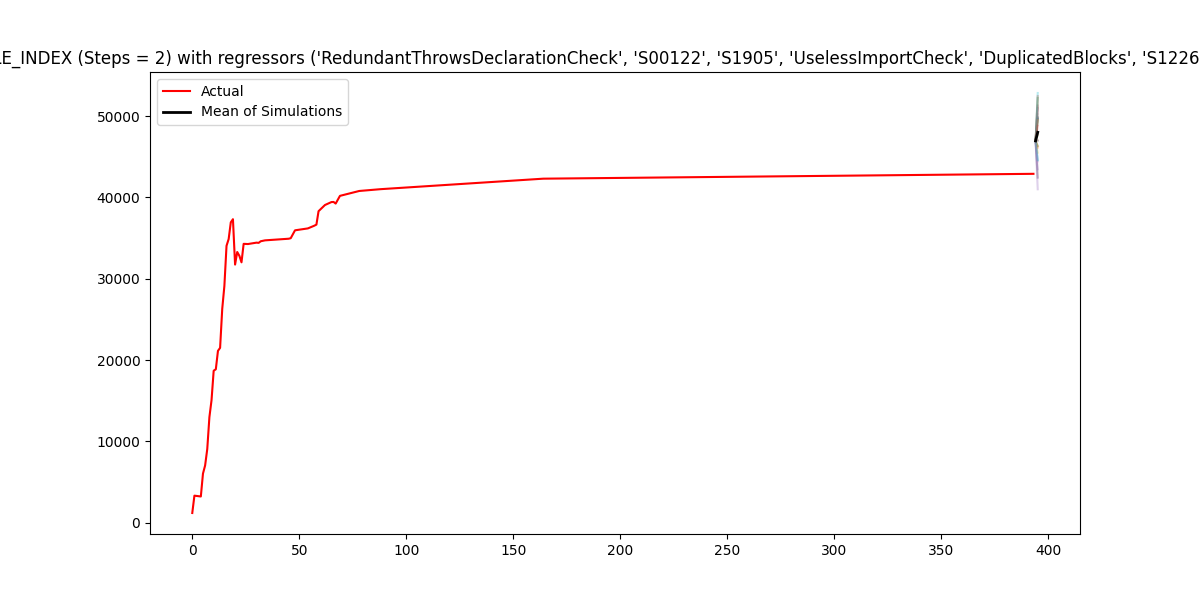 E_INDEX (Steps = 2) with regressors ('RedundantThrowsDeclarationCheck', 'S00122', 'S1905', 'UselessImportCheck', 'DuplicatedBlocks', 'S1226
Actual
Mean of Simulations
50000
40000
30000
20000
10000
0
0 50 100 150 200 250 300 350 400